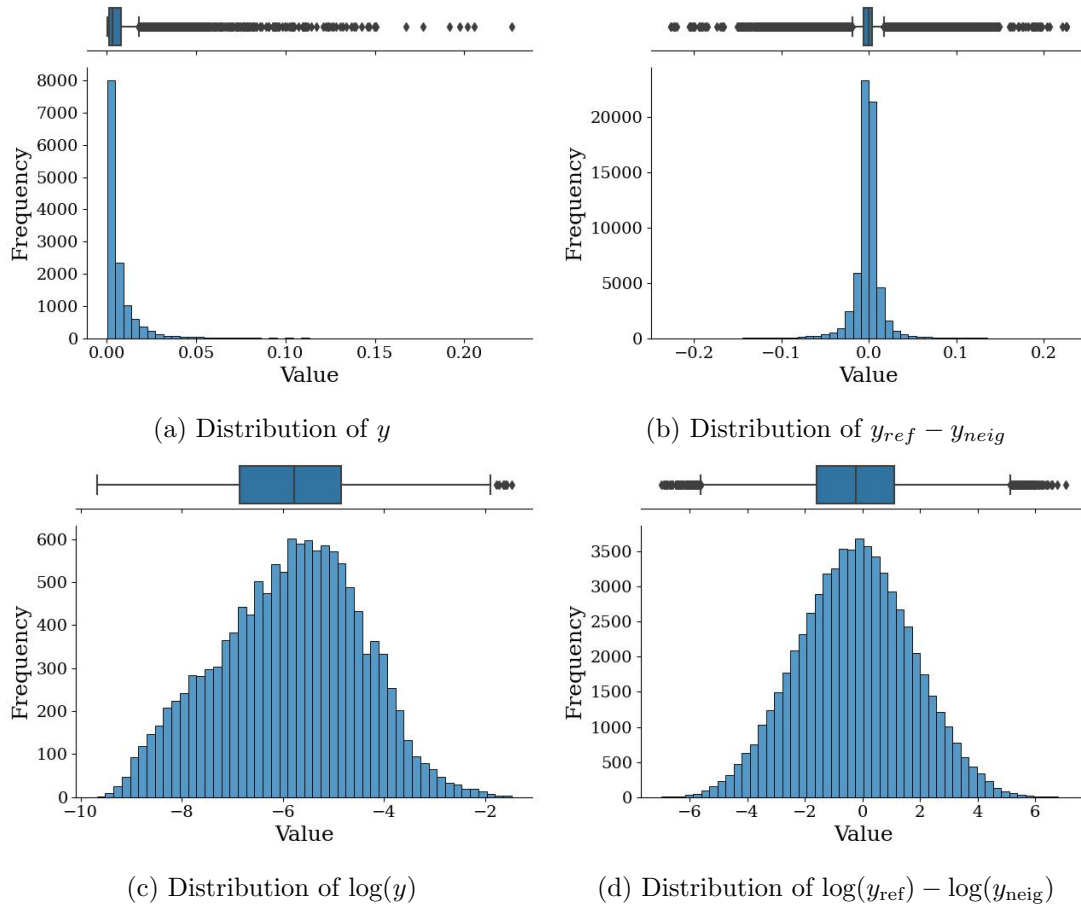 8000
7000
6000
5000
4000
3000
2000
1000
0
Frequency
0.00 0.05 0.10 0.15 0.20
Value
20000
15000
10000
5000
0
Frequency
−0.2 −0.1 0.0 0.1 0.2
Value
(a) Distribution of y
(b) Distribution of y_ref − y_neig
600
500
400
300
200
100
0
Frequency
−10 −8 −6 −4 −2
Value
3500
3000
2500
2000
1500
1000
500
0
Frequency
−6 −4 −2 0 2 4 6
Value
(c) Distribution of log(y)
(d) Distribution of log(y_ref) − log(y_neig)